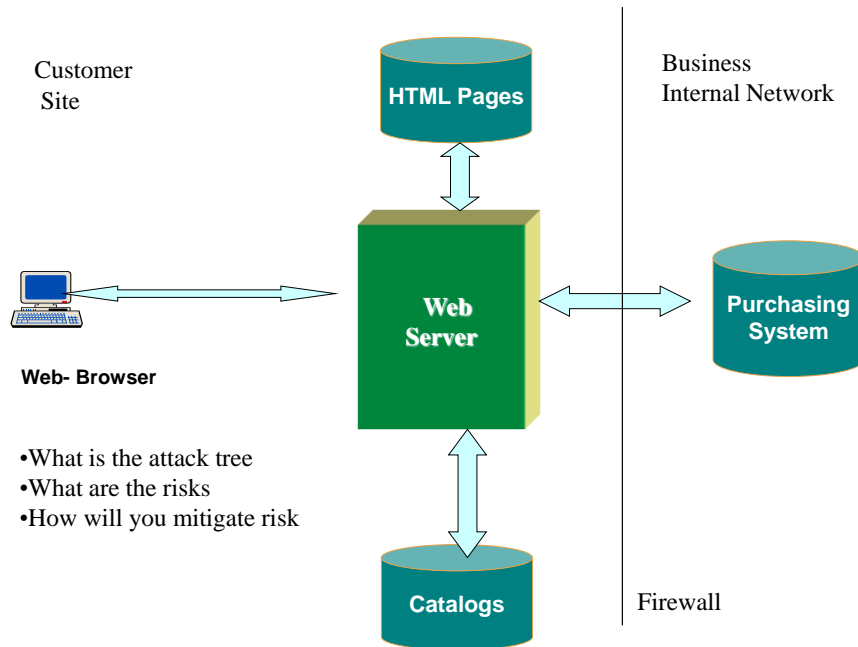 Customer
Site
HTML Pages
Business
Internal Network
Web
Server
Purchasing
System
Web- Browser
•What is the attack tree
•What are the risks
•How will you mitigate risk
Catalogs
Firewall